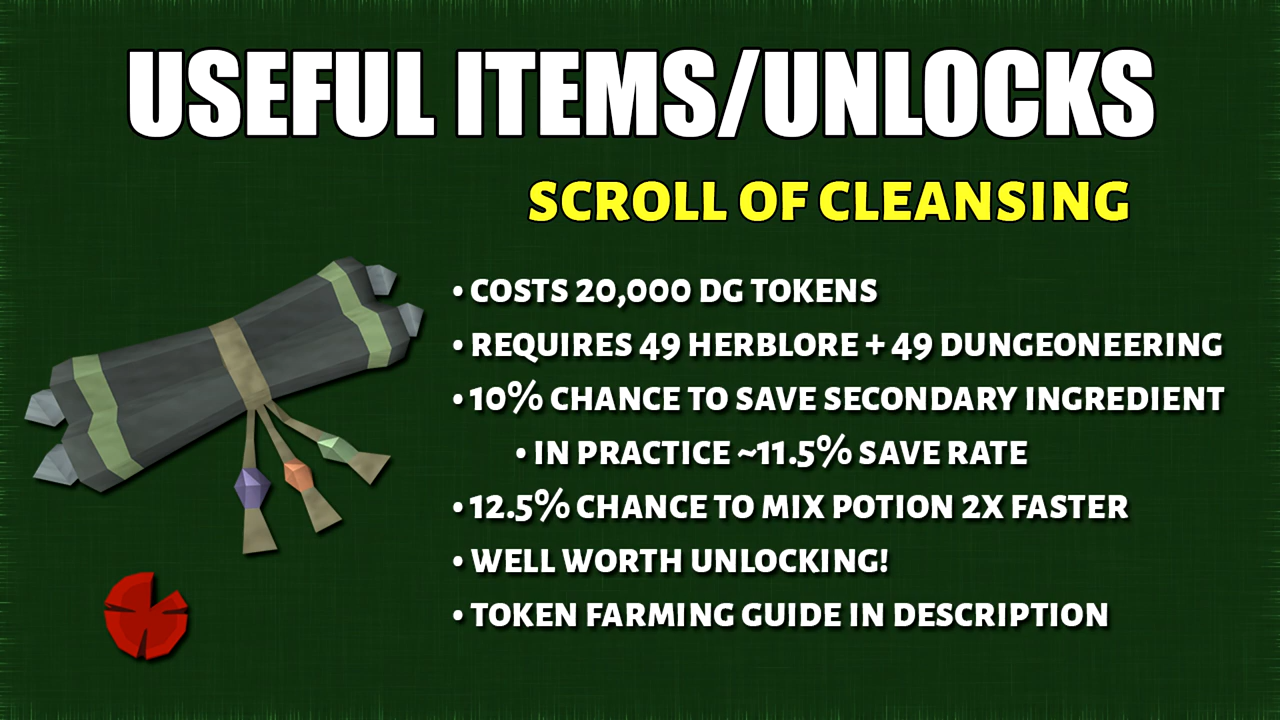 USEFUL ITEMS/UNLOCKS
SCROLL OF CLEANSING
• COSTS 20,000 DG TOKENS
• REQUIRES 49 HERBLORE + 49 DUNGEONEERING
• 10% CHANCE TO SAVE SECONDARY INGREDIENT
• IN PRACTICE ~11.5% SAVE RATE
• 12.5% CHANCE TO MIX POTION 2X FASTER
• WELL WORTH UNLOCKING!
• TOKEN FARMING GUIDE IN DESCRIPTION